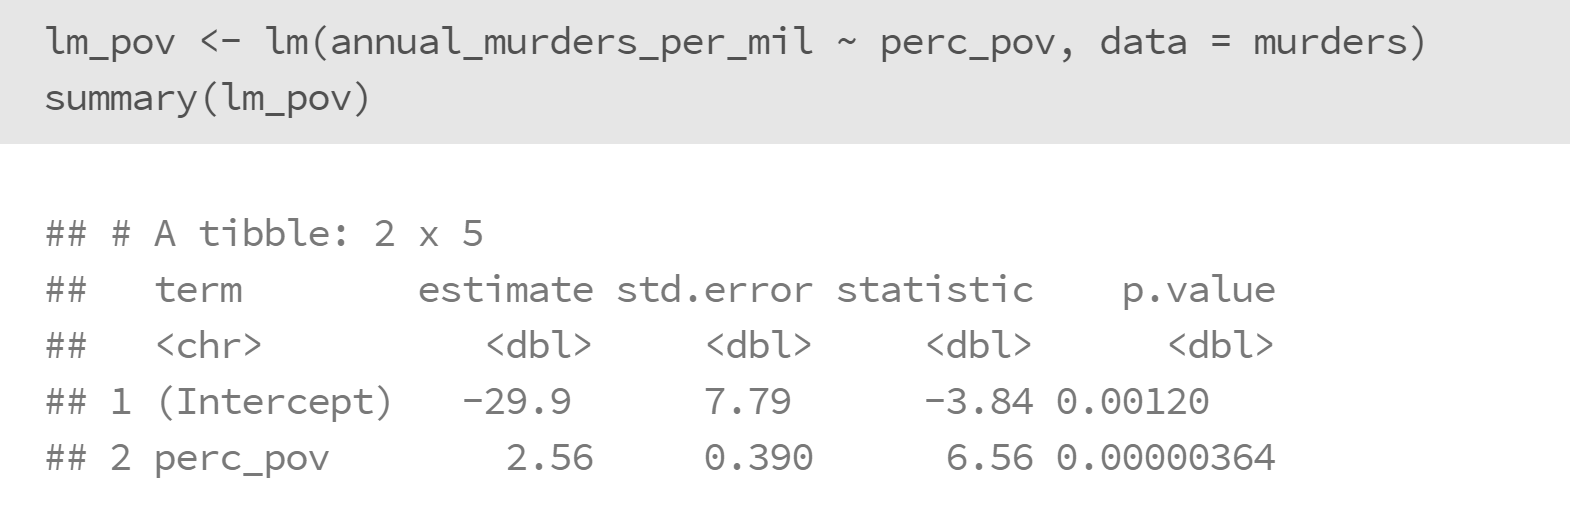 lm_pov <- lm(annual_murders_per_mil ~ perc_pov, data = murders)
summary(lm_pov)
## # A tibble: 2 x 5
##   term        estimate std.error statistic    p.value
##   <chr>          <dbl>     <dbl>     <dbl>      <dbl>
## 1 (Intercept)   -29.9      7.79      -3.84 0.00120
## 2 perc_pov        2.56     0.390      6.56 0.00000364